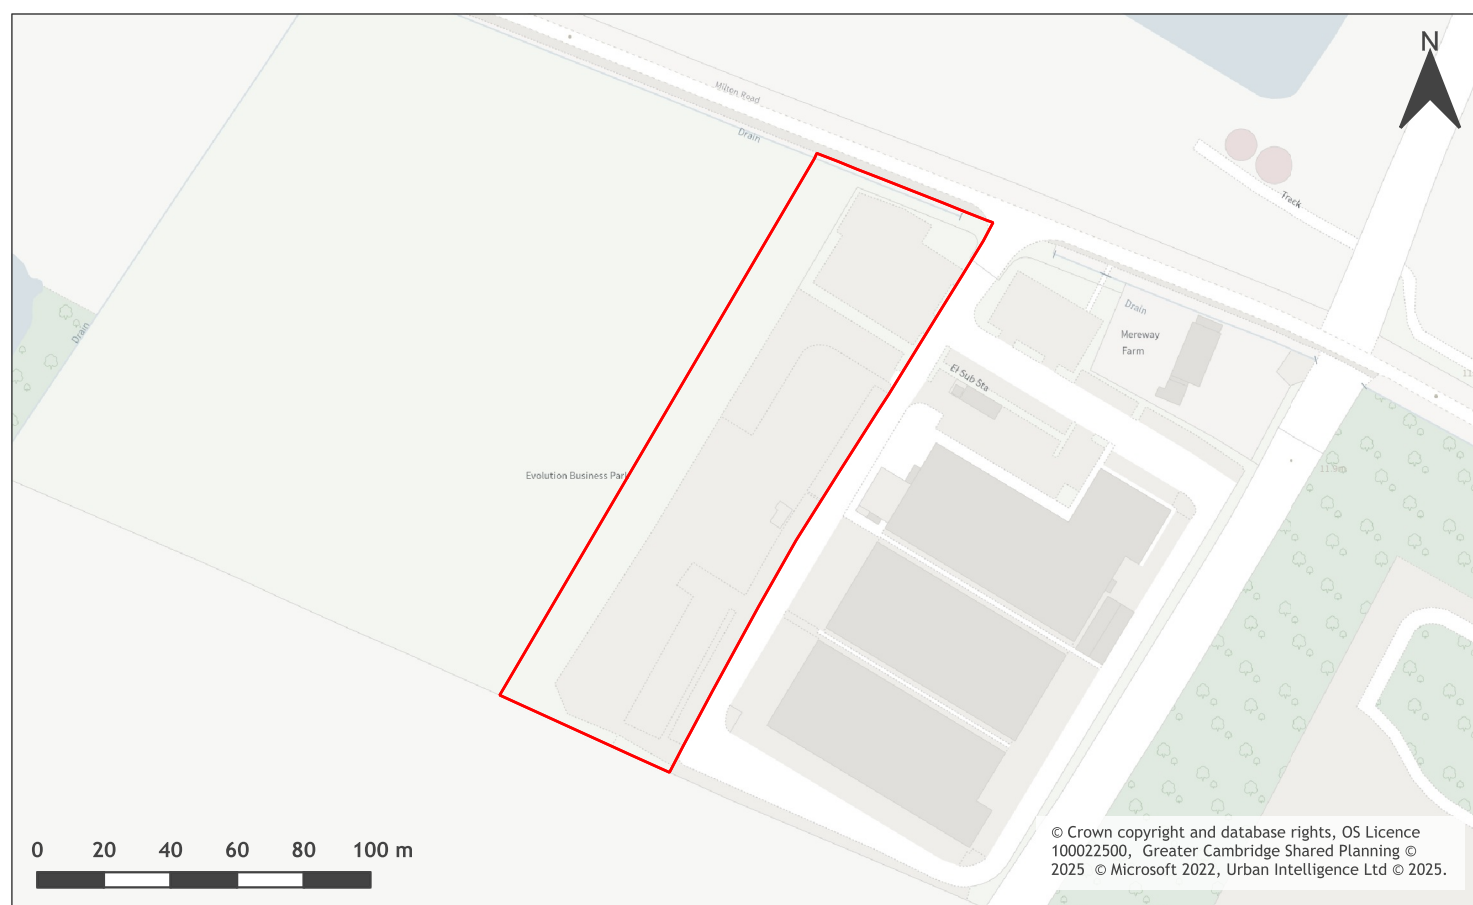 N
Milton Road
Drain
Track
Drain
Drain
Mereway
Farm
El Sub Sta
Evolution Business Park
11.9m
0 20 40 60 80 100 m
© Crown copyright and database rights, OS Licence
100022500, Greater Cambridge Shared Planning ©
2025 © Microsoft 2022, Urban Intelligence Ltd © 2025.